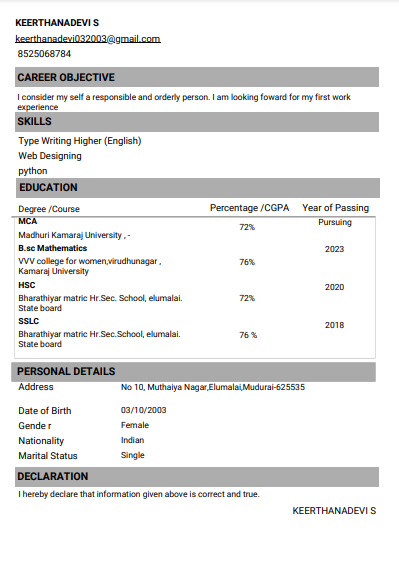 KEERTHANADEVI S
keerthanadevi032003@gmail.com
8525068784
CAREER OBJECTIVE
I consider my self a responsible and orderly person. I am looking foward for my first work
experience
SKILLS
Type Writing Higher (English)
Web Designing
python
EDUCATION
Degree /Course Percentage /CGPA Year of Passing
MCA 72% Pursuing
Madhuri Kamaraj University , -
B.sc Mathematics 2023
VVV college for women,virudhunagar , 76%
Kamaraj University
HSC 2020
Bharathiyar matric Hr.Sec. School, elumalai. 72%
State board
SSLC 2018
Bharathiyar matric Hr.Sec.School, elumalai. 76 %
State board
PERSONAL DETAILS
Address No 10, Muthaiya Nagar,Elumalai,Mudurai-625535
Date of Birth 03/10/2003
Gende r Female
Nationality Indian
Marital Status Single
DECLARATION
I hereby declare that information given above is correct and true.
KEERTHANADEVI S